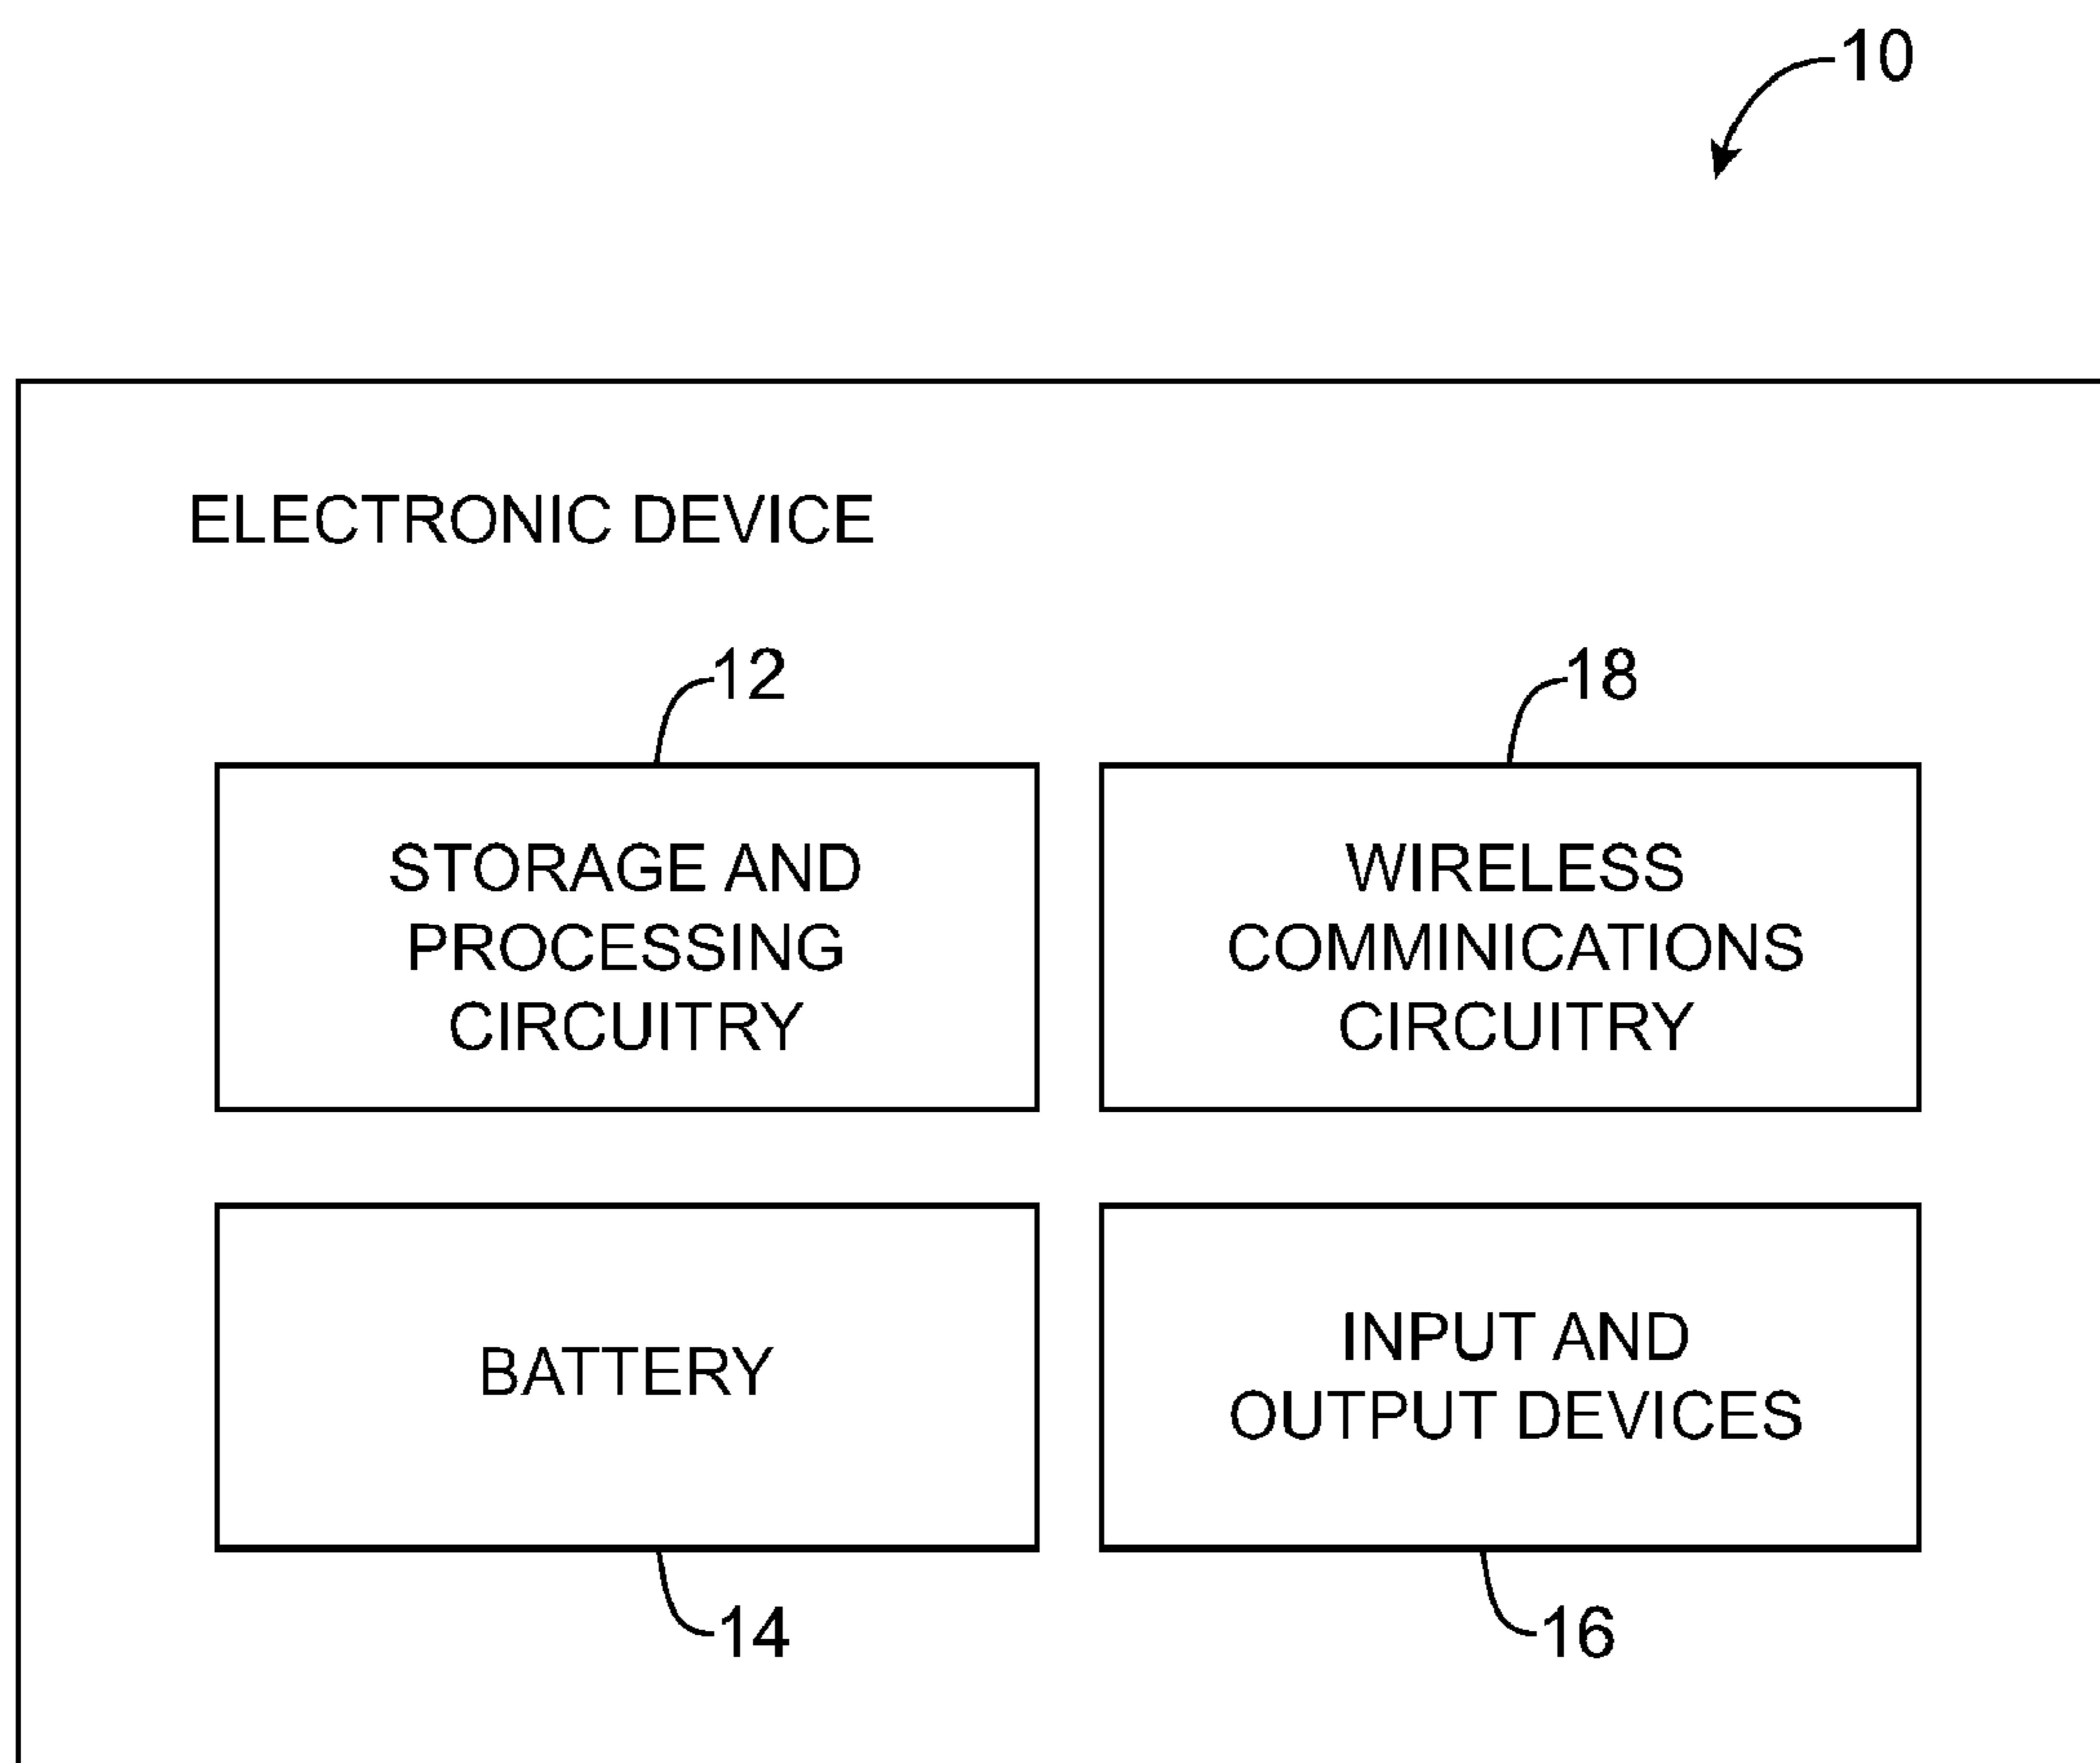 10
ELECTRONIC DEVICE
12
18
STORAGE AND
PROCESSING
CIRCUITRY
WIRELESS
COMMINICATIONS
CIRCUITRY
BATTERY
INPUT AND
OUTPUT DEVICES
14
16